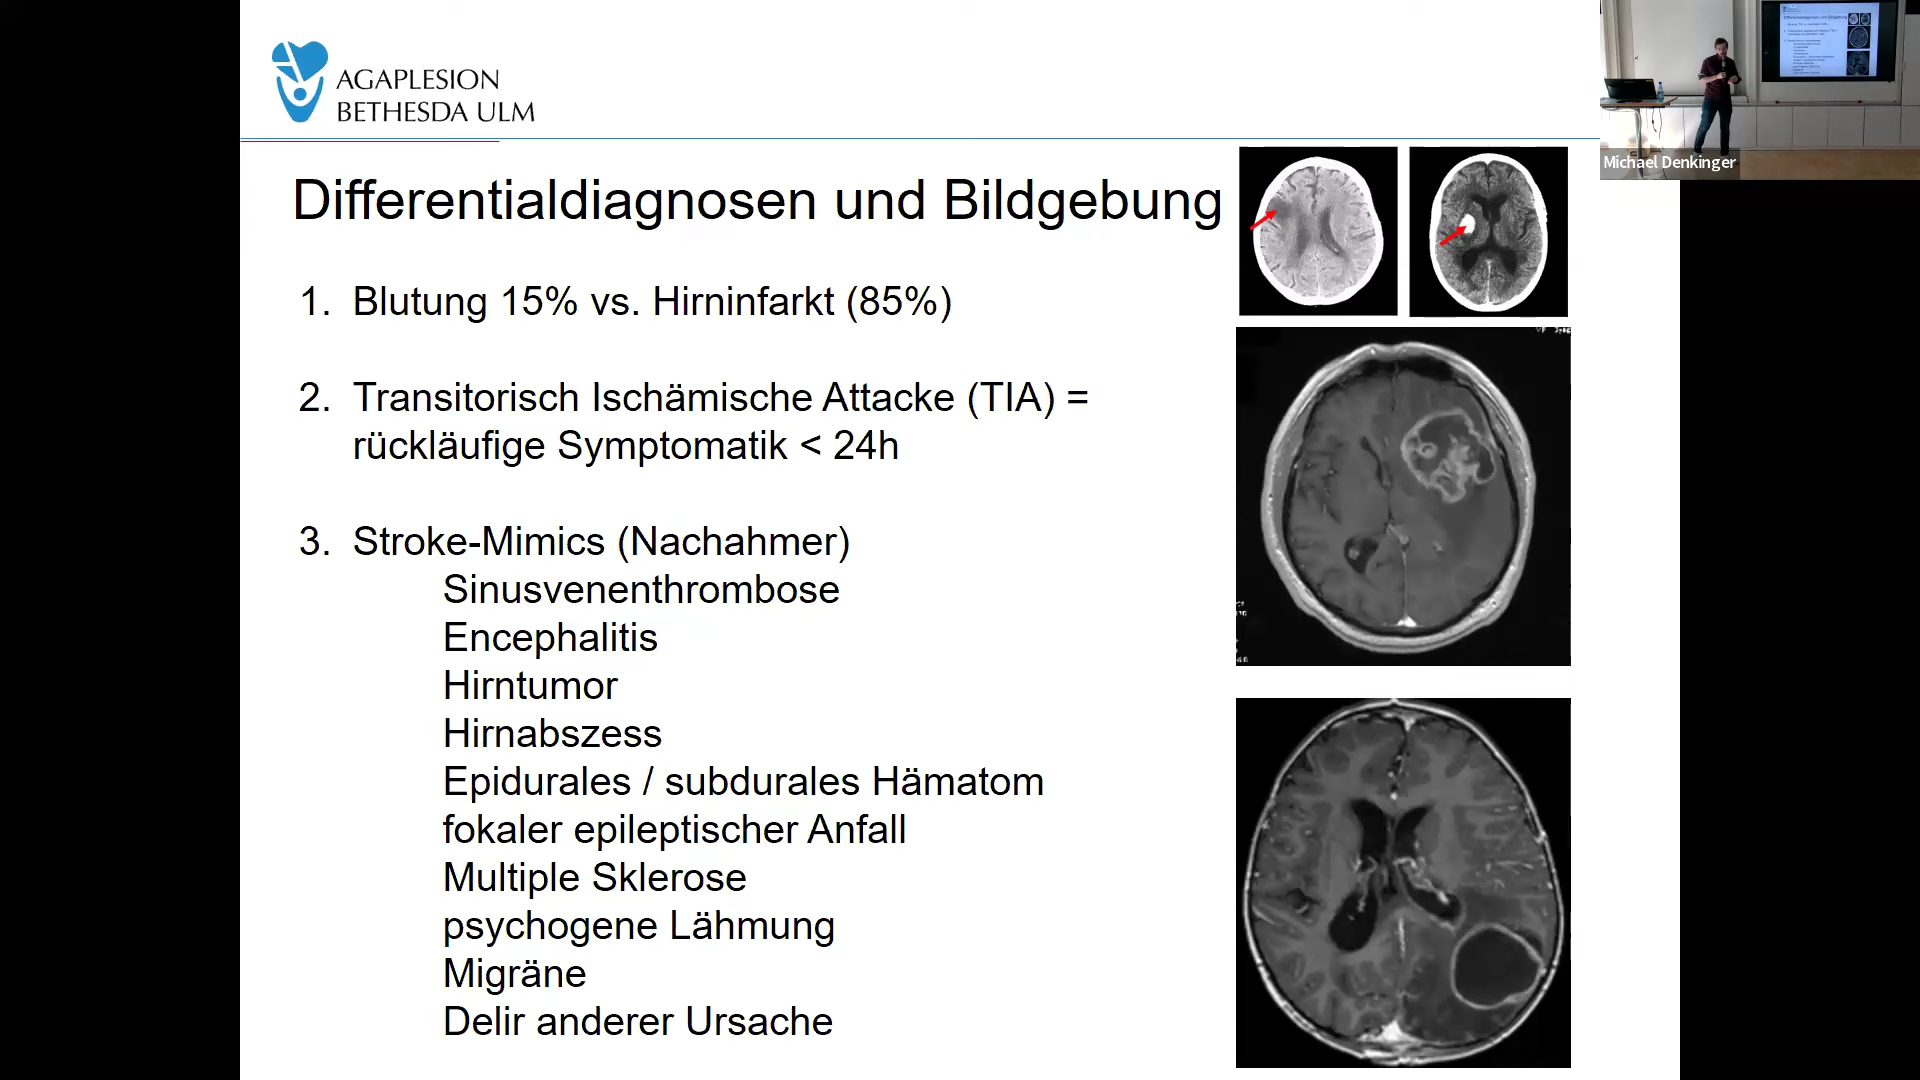 AGAPLESION
BETHESDA ULM
Differentialdiagnosen und Bildgebung
1. Blutung 15% vs. Hirninfarkt (85%)
2. Transitorisch Ischämische Attacke (TIA) =
rückläufige Symptomatik < 24h
3. Stroke-Mimics (Nachahmer)
Sinusvenenthrombose
Encephalitis
Hirntumor
Hirnabszess
Epidurales / subdurales Hämatom
fokaler epileptischer Anfall
Multiple Sklerose
psychogene Lähmung
Migräne
Delir anderer Ursache
Michael Denkinger